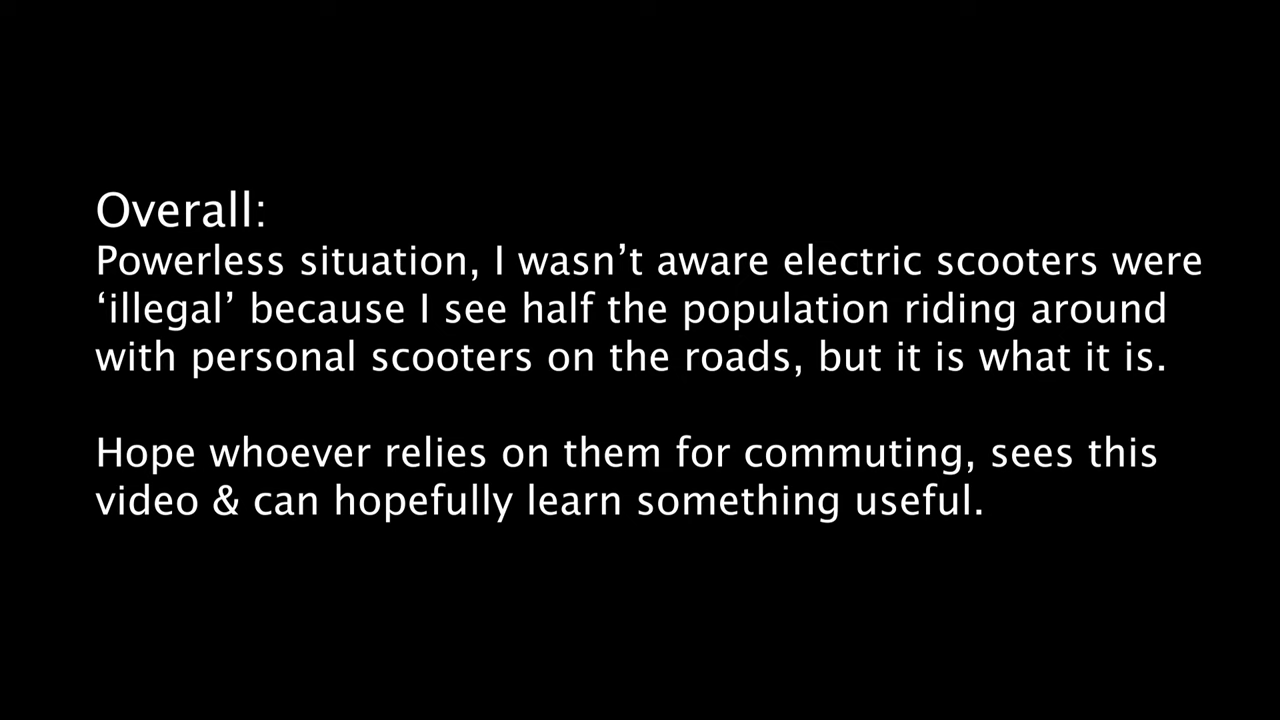 Overall:
Powerless situation, I wasn’t aware electric scooters were
‘illegal’ because I see half the population riding around
with personal scooters on the roads, but it is what it is.
Hope whoever relies on them for commuting, sees this
video & can hopefully learn something useful.